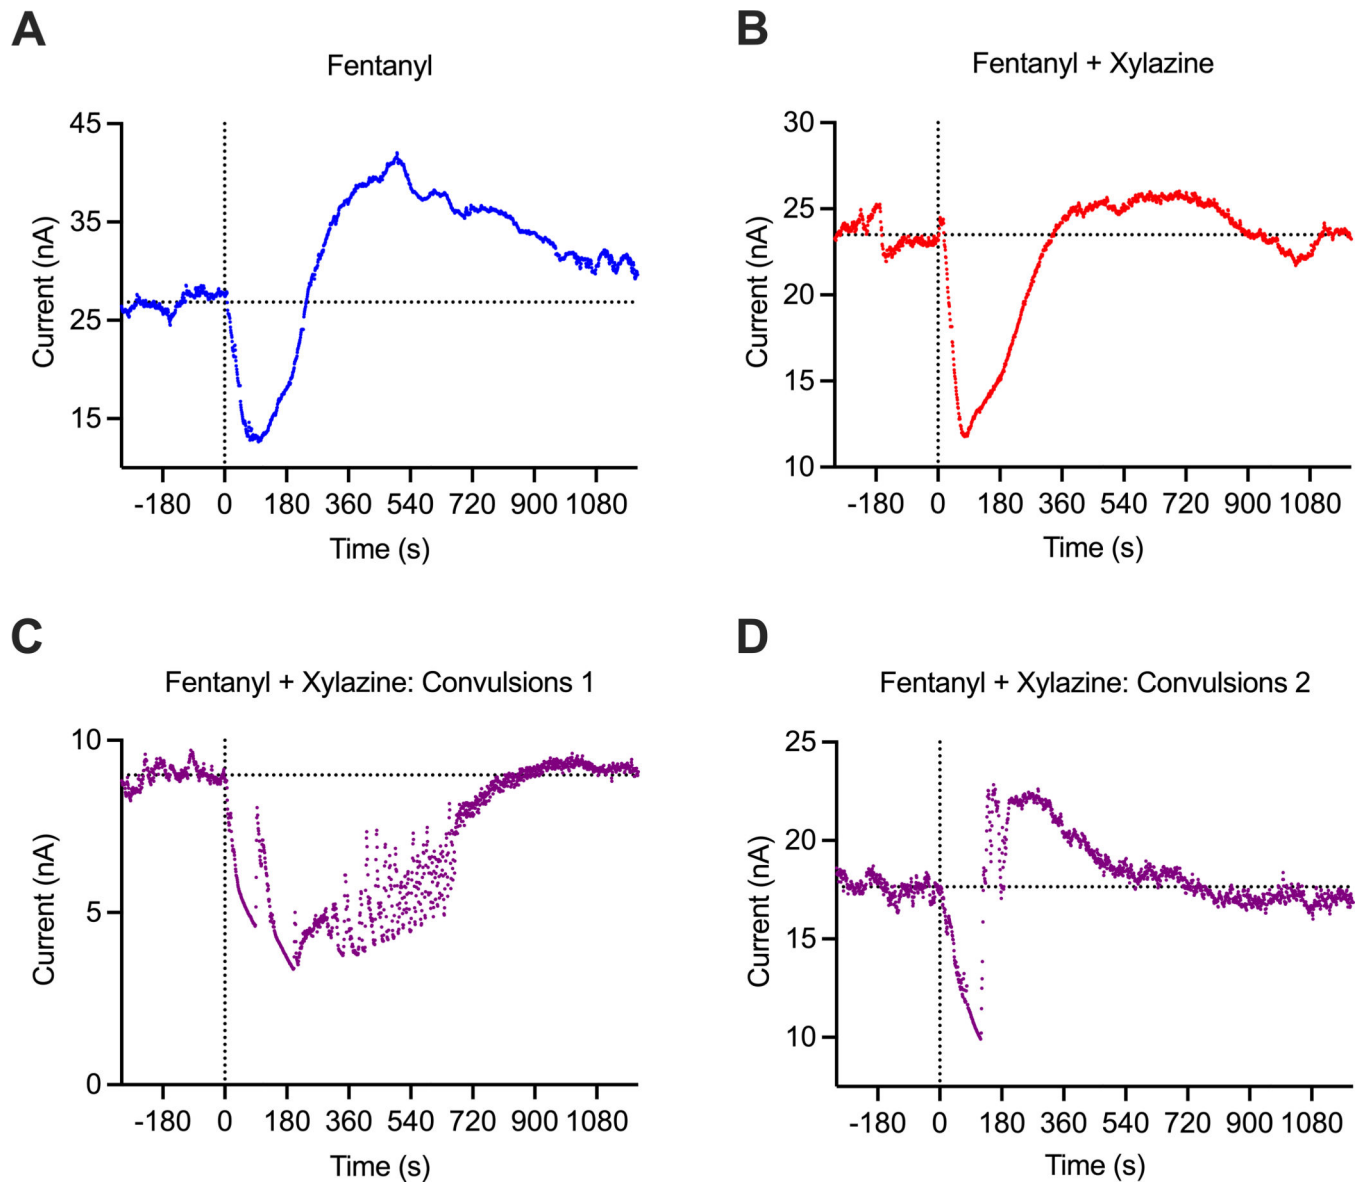 A
Fentanyl
45
35
25
15
Current (nA)
-180 0 180 360 540 720 900 1080
Time (s)
B
Fentanyl + Xylazine
30
25
20
15
10
Current (nA)
-180 0 180 360 540 720 900 1080
Time (s)
C
Fentanyl + Xylazine: Convulsions 1
10
5
0
Current (nA)
-180 0 180 360 540 720 900 1080
Time (s)
D
Fentanyl + Xylazine: Convulsions 2
25
20
15
10
Current (nA)
-180 0 180 360 540 720 900 1080
Time (s)